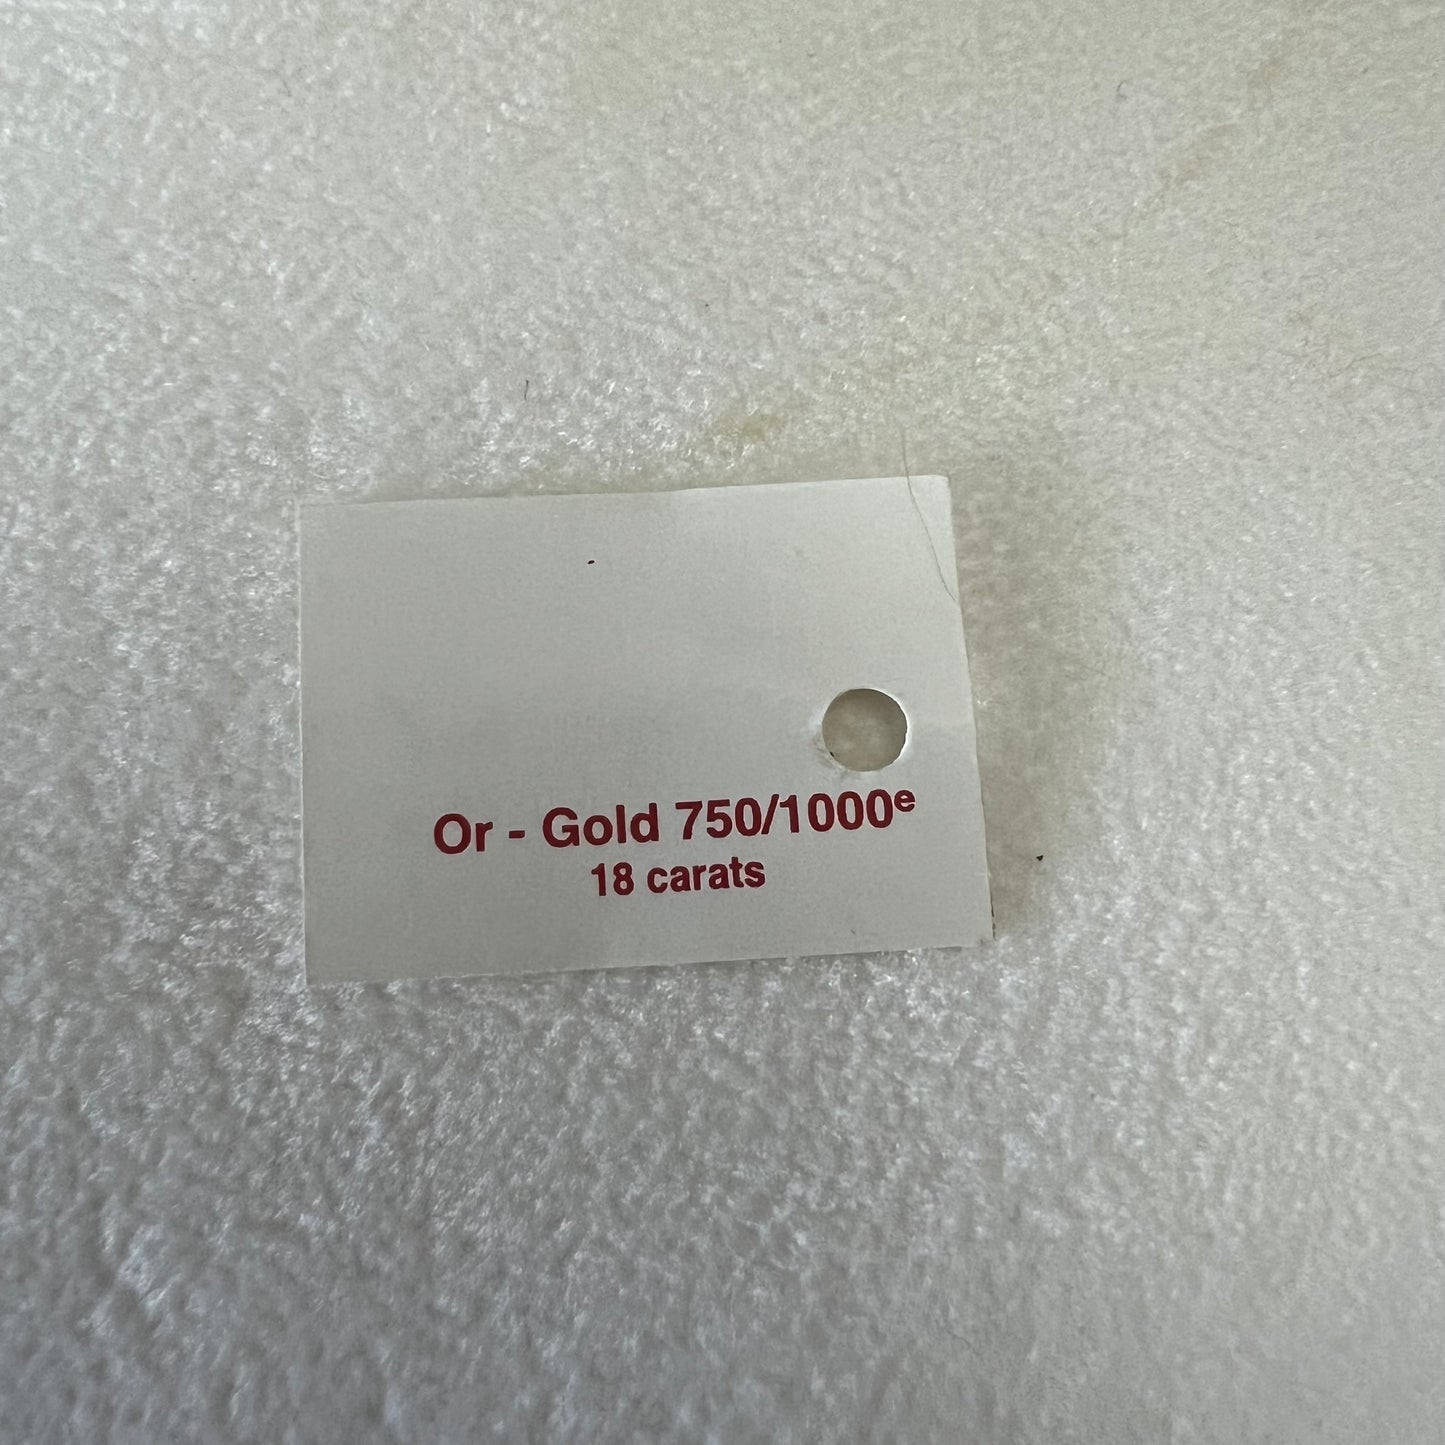 Or - Gold 750/1000ᵉ
18 carats